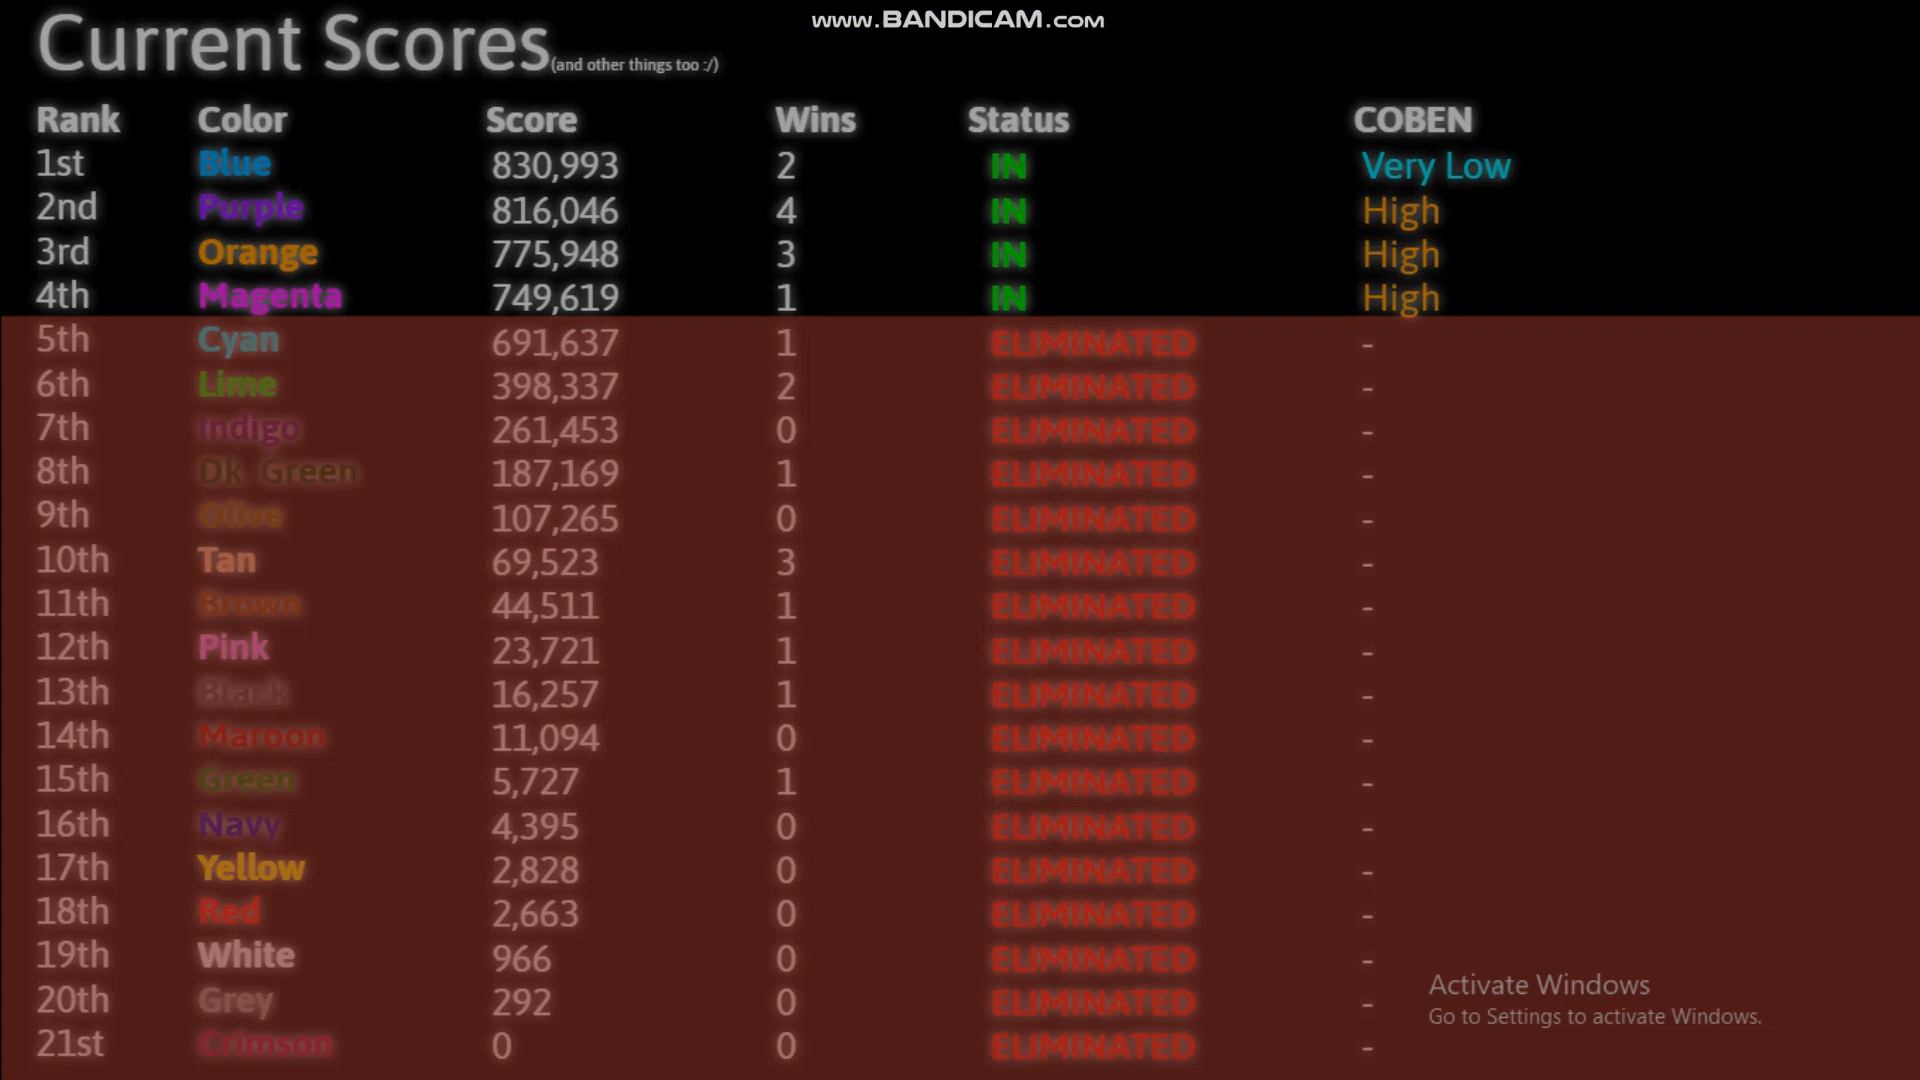 www.BANDICAM.com
Current Scores(and other things too :/)
Rank Color Score Wins Status COBEN
1st Blue 830,993 2 IN Very Low
2nd Purple 816,046 4 IN High
3rd Orange 775,948 3 IN High
4th Magenta 749,619 1 IN High
5th Cyan 691,637 1 ELIMINATED -
6th Lime 398,337 2 ELIMINATED -
7th Indigo 261,453 0 ELIMINATED -
8th Dk Green 187,169 1 ELIMINATED -
9th Olive 107,265 0 ELIMINATED -
10th Tan 69,523 3 ELIMINATED -
11th Brown 44,511 1 ELIMINATED -
12th Pink 23,721 1 ELIMINATED -
13th Black 16,257 1 ELIMINATED -
14th Maroon 11,094 0 ELIMINATED -
15th Green 5,727 1 ELIMINATED -
16th Navy 4,395 0 ELIMINATED -
17th Yellow 2,828 0 ELIMINATED -
18th Red 2,663 0 ELIMINATED -
19th White 966 0 ELIMINATED -
20th Grey 292 0 ELIMINATED -
21st Crimson 0 0 ELIMINATED -
Activate Windows
Go to Settings to activate Windows.